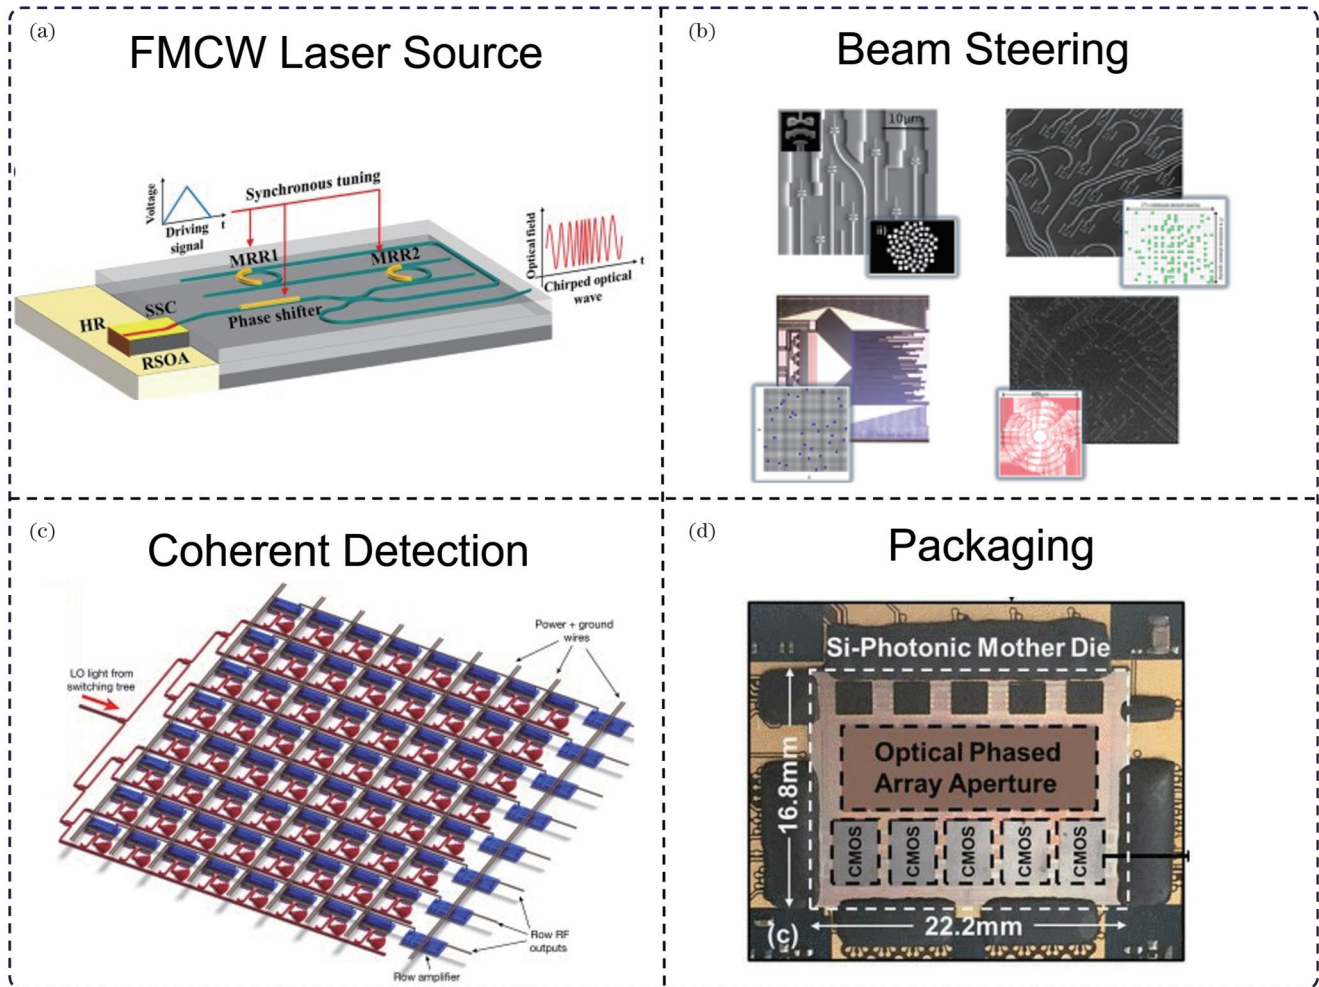 (a)
FMCW Laser Source
Voltage
t
Driving
signal
Synchronous tuning
MRR1
MRR2
Optical field
t
Chirped optical
wave
SSC
HR
Phase shifter
RSOA
(b)
Beam Steering
10μm
ii)
(c)
Coherent Detection
Power + ground
wires
LO light from
switching tree
Row RF
outputs
Row amplifier
(d)
Packaging
Si-Photonic Mother Die
Optical Phased
Array Aperture
16.8mm
CMOS
CMOS
CMOS
CMOS
CMOS
(c)
22.2mm